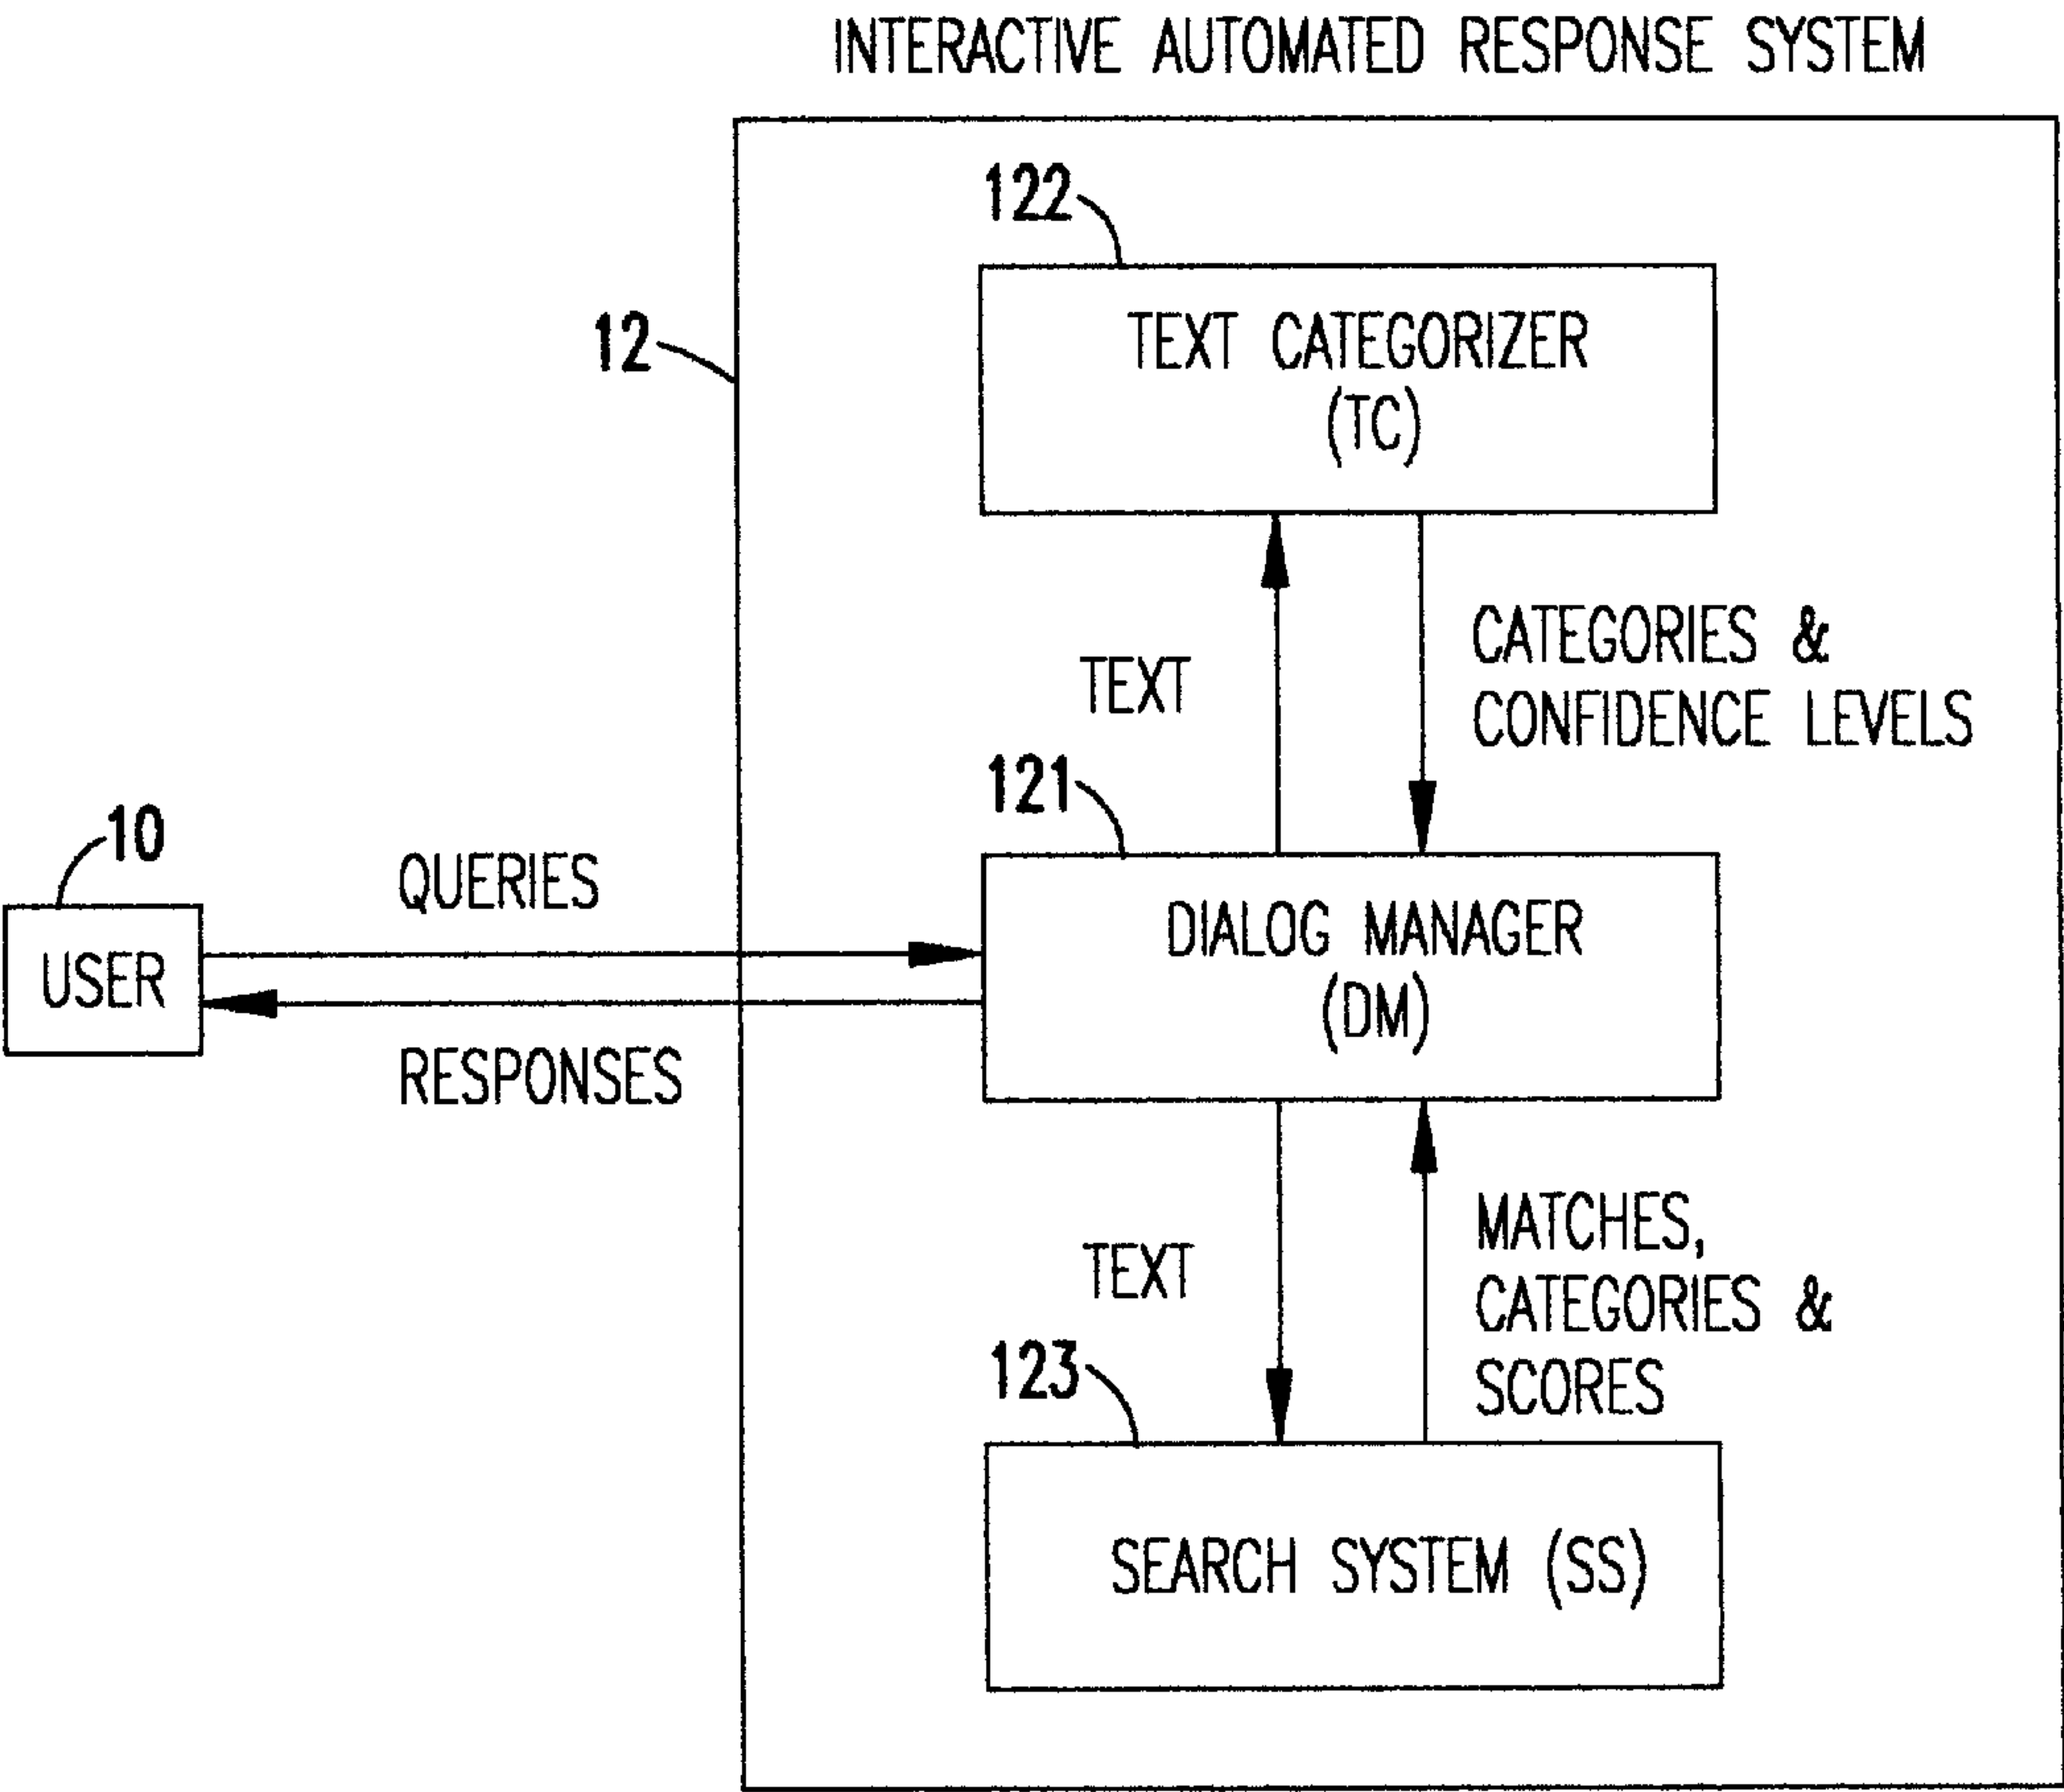 INTERACTIVE AUTOMATED RESPONSE SYSTEM
122
TEXT CATEGORIZER
(TC)
12
TEXT
CATEGORIES &
CONFIDENCE LEVELS
121
10
QUERIES
USER
DIALOG MANAGER
(DM)
RESPONSES
TEXT
MATCHES,
CATEGORIES &
SCORES
123
SEARCH SYSTEM (SS)